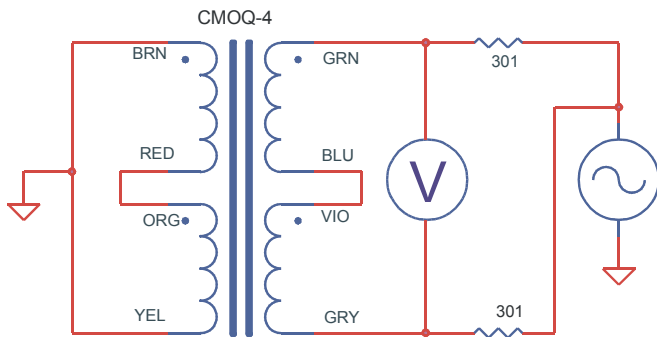 CMOQ-4
BRN
GRN
301
RED
BLU
V
ORG
VIO
301
YEL
GRY